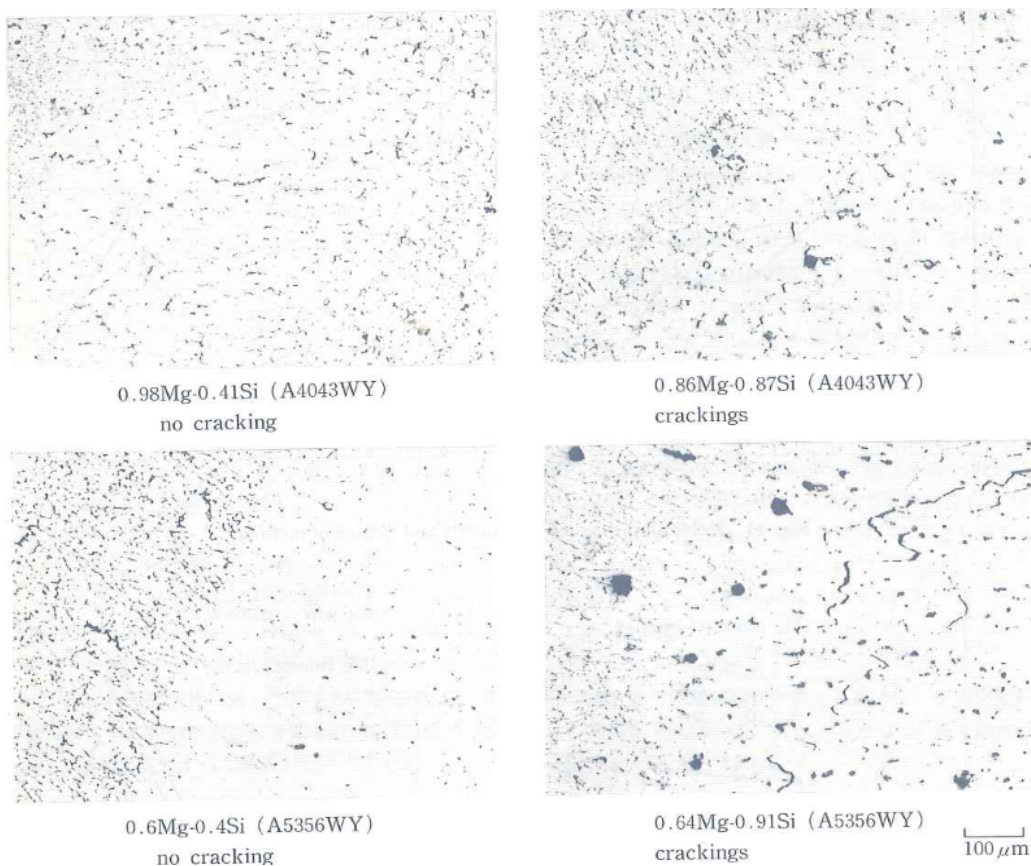 0.98Mg-0.41Si (A4043WY)
no cracking
0.86Mg-0.87Si (A4043WY)
crackings
0.6Mg-0.4Si (A5356WY)
no cracking
0.64Mg-0.91Si (A5356WY)
crackings
100 μm